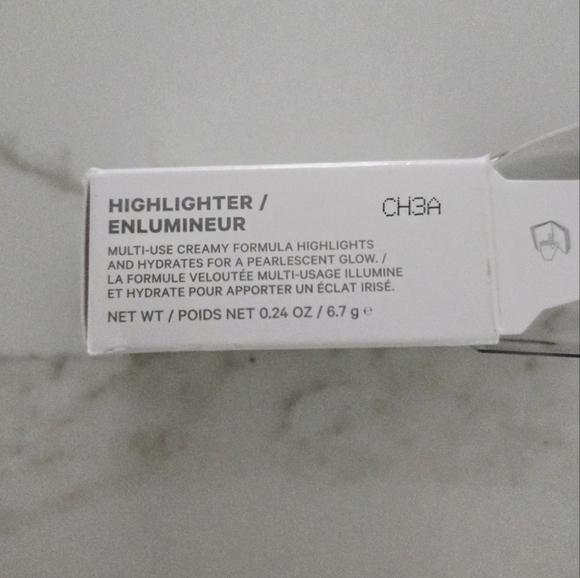 HIGHLIGHTER /
ENLUMINEUR
CH3A
MULTI-USE CREAMY FORMULA HIGHLIGHTS
AND HYDRATES FOR A PEARLESCENT GLOW. /
LA FORMULE VELOUTÉE MULTI-USAGE ILLUMINE
ET HYDRATE POUR APPORTER UN ÉCLAT IRISÉ.
NET WT / POIDS NET 0.24 OZ / 6.7 g ℮